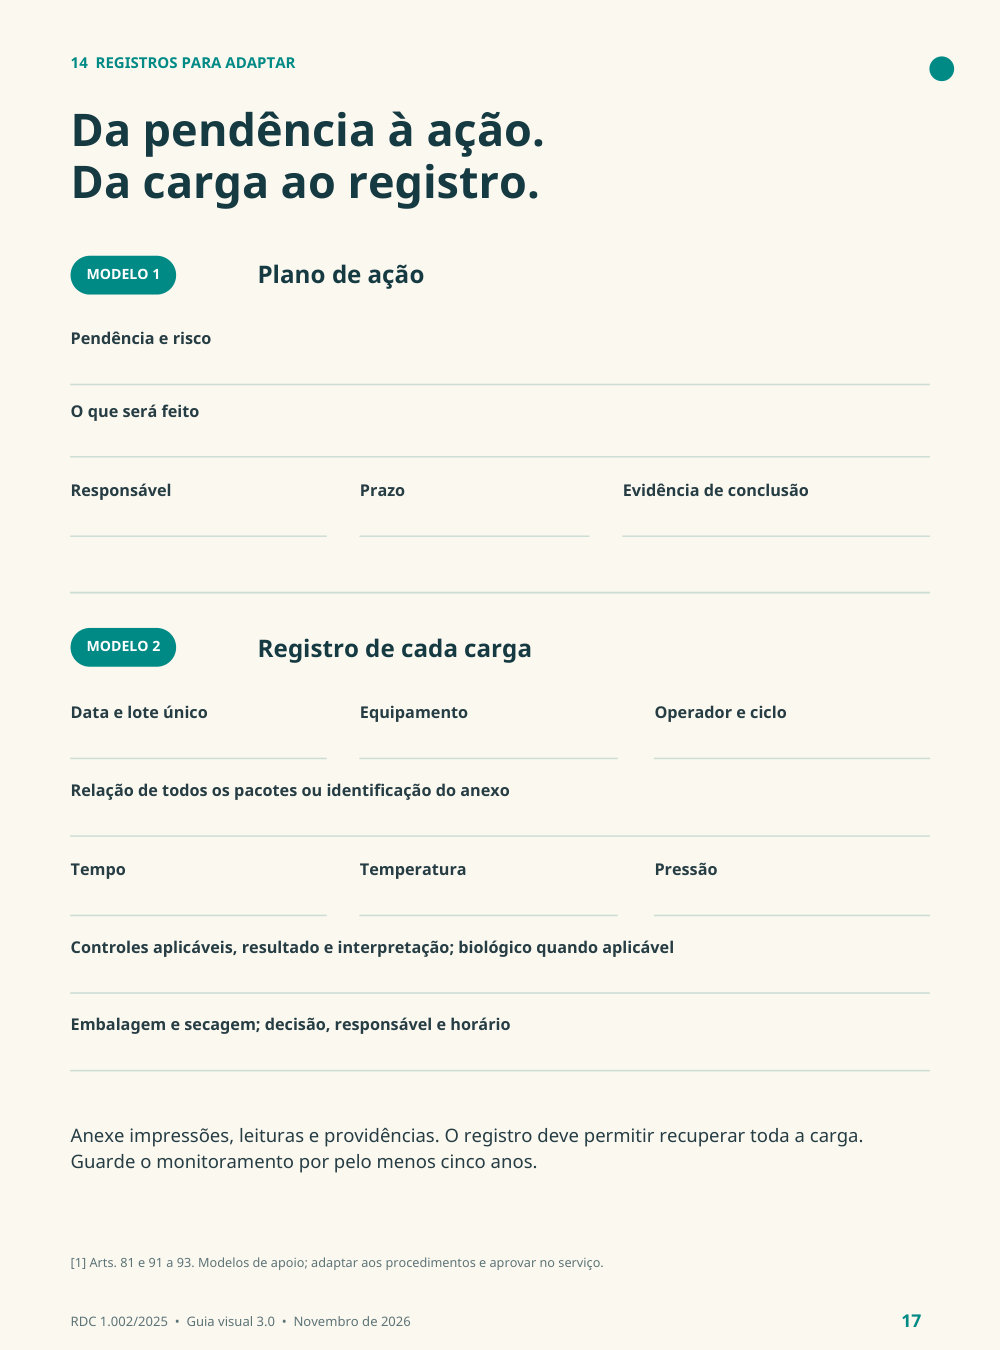 14 REGISTROS PARA ADAPTAR
Da pendência à ação.
Da carga ao registro.
MODELO 1
Plano de ação
Pendência e risco
O que será feito
Responsável
Prazo
Evidência de conclusão
MODELO 2
Registro de cada carga
Data e lote único
Equipamento
Operador e ciclo
Relação de todos os pacotes ou identificação do anexo
Tempo
Temperatura
Pressão
Controles aplicáveis, resultado e interpretação; biológico quando aplicável
Embalagem e secagem; decisão, responsável e horário
Anexe impressões, leituras e providências. O registro deve permitir recuperar toda a carga.
Guarde o monitoramento por pelo menos cinco anos.
[1] Arts. 81 e 91 a 93. Modelos de apoio; adaptar aos procedimentos e aprovar no serviço.
RDC 1.002/2025 • Guia visual 3.0 • Novembro de 2026
17